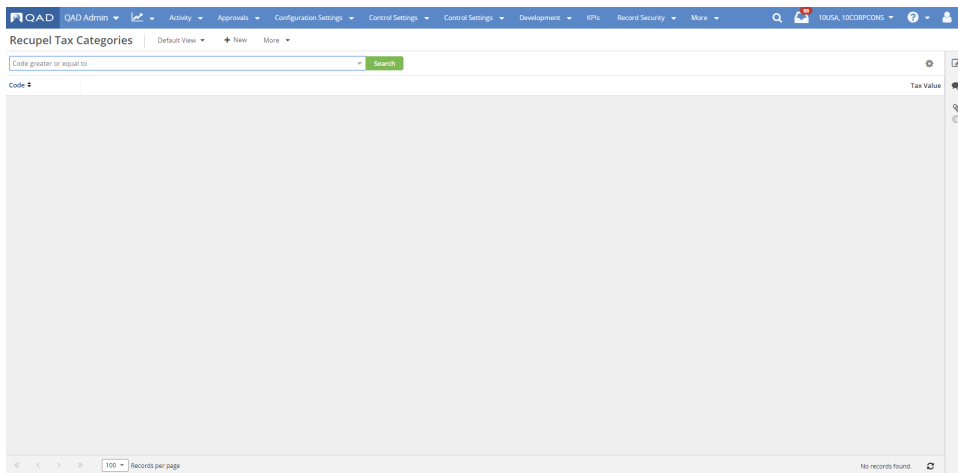 QAD QAD Admin Activity Approvals Configuration Settings Control Settings Control Settings Development KPIs Record Security More 10USA, 10CORPCONS
Recupel Tax Categories Default View + New More
Code greater or equal to Search
Code Tax Value
100 Records per page No records found.